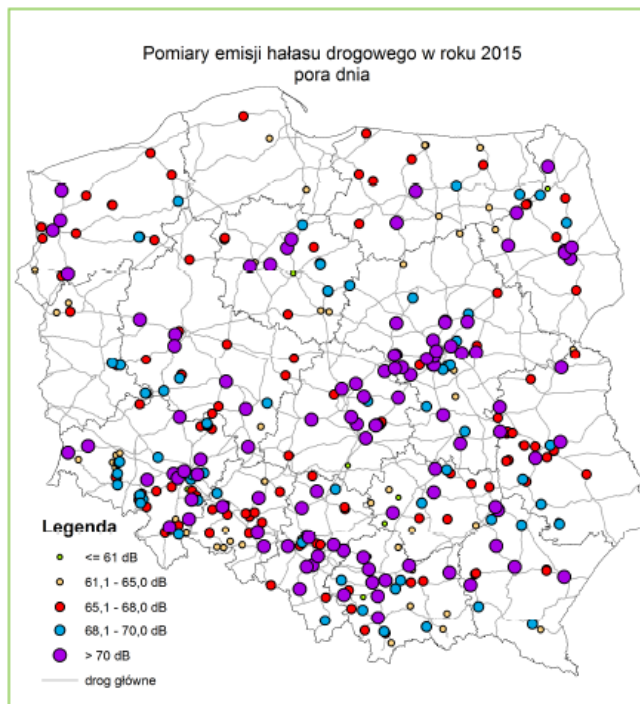 Pomiary emisji hałasu drogowego w roku 2015
pora dnia
Legenda
<= 61 dB
61,1 - 65,0 dB
65,1 - 68,0 dB
68,1 - 70,0 dB
> 70 dB
drog główne